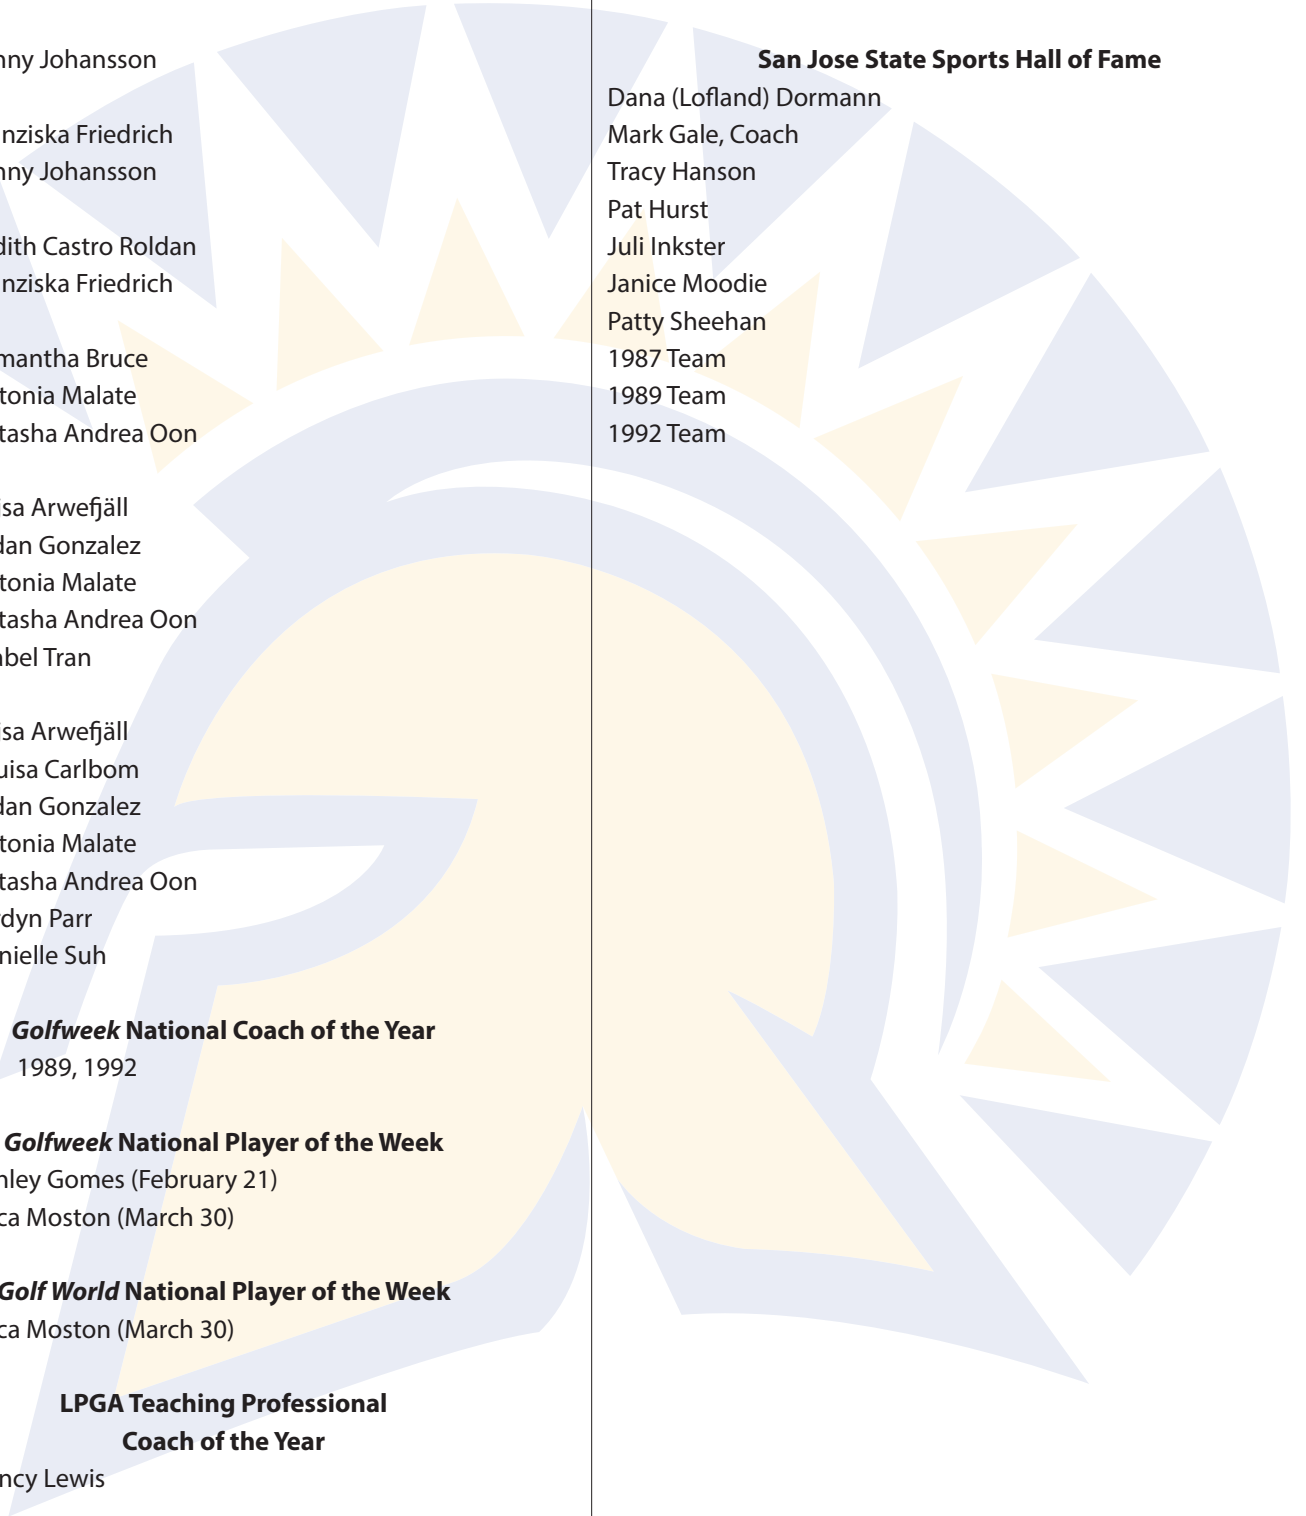 nny Johansson
nziska Friedrich
nny Johansson
dith Castro Roldan
nziska Friedrich
mantha Bruce
tonia Malate
tasha Andrea Oon
sa Arwefjäll
dan Gonzalez
tonia Malate
tasha Andrea Oon
bel Tran
sa Arwefjäll
uisa Carlbom
dan Gonzalez
tonia Malate
tasha Andrea Oon
dyn Parr
nielle Suh
Golfweek National Coach of the Year
1989, 1992
Golfweek National Player of the Week
hley Gomes (February 21)
ca Moston (March 30)
Golf World National Player of the Week
ca Moston (March 30)
LPGA Teaching Professional
Coach of the Year
ncy Lewis
San Jose State Sports Hall of Fame
Dana (Lofland) Dormann
Mark Gale, Coach
Tracy Hanson
Pat Hurst
Juli Inkster
Janice Moodie
Patty Sheehan
1987 Team
1989 Team
1992 Team